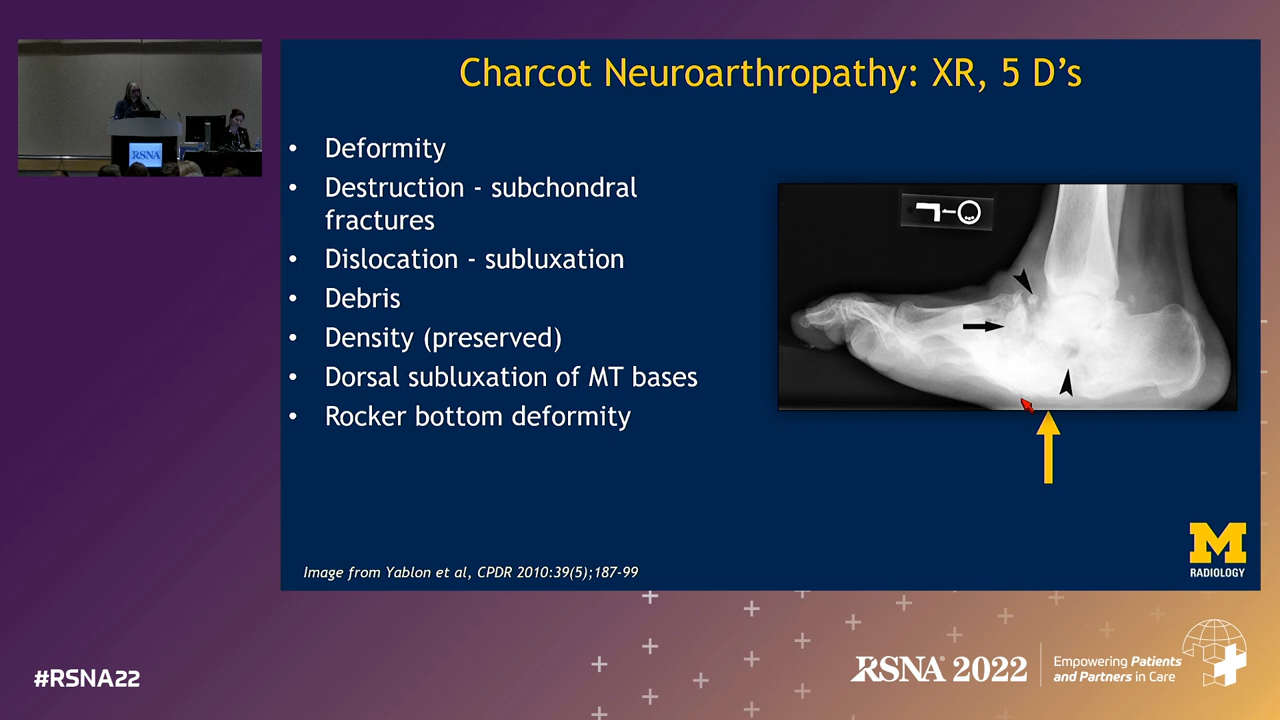 Charcot Neuroarthropathy: XR, 5 D's
• Deformity
• Destruction - subchondral
fractures
• Dislocation - subluxation
• Debris
• Density (preserved)
• Dorsal subluxation of MT bases
• Rocker bottom deformity
Image from Yablon et al, CPDR 2010:39(5);187-99
M
RADIOLOGY
RSNA
#RSNA22
RSNA® 2022
Empowering Patients
and Partners in Care